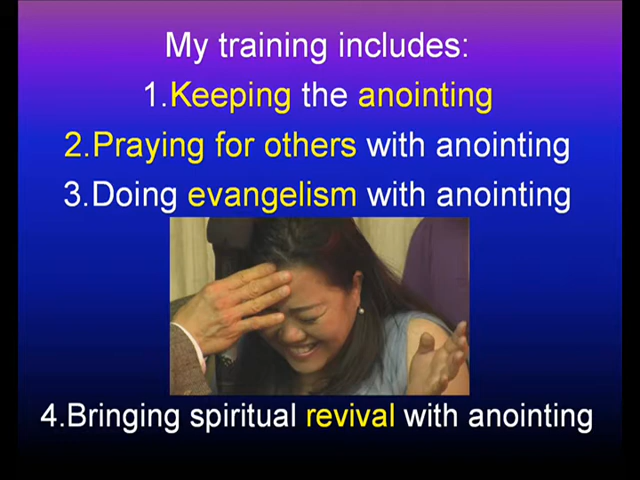 My training includes:
1.Keeping the anointing
2.Praying for others with anointing
3.Doing evangelism with anointing
4.Bringing spiritual revival with anointing